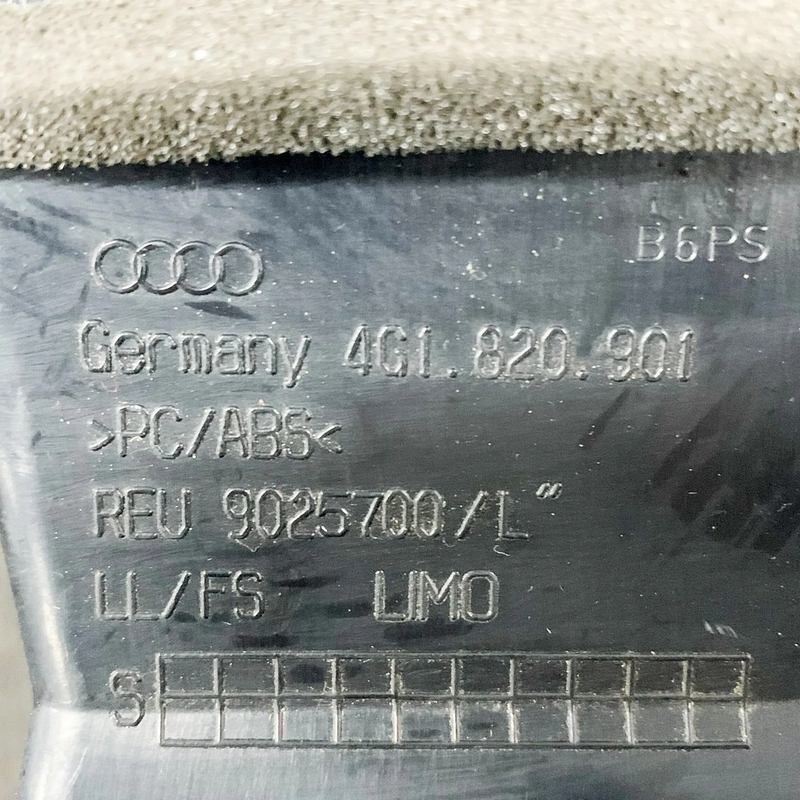 B6PS
Germany 4G1.820.901
>PC/ABS<
REU 9025700/L"
LL/FS LIMO
S